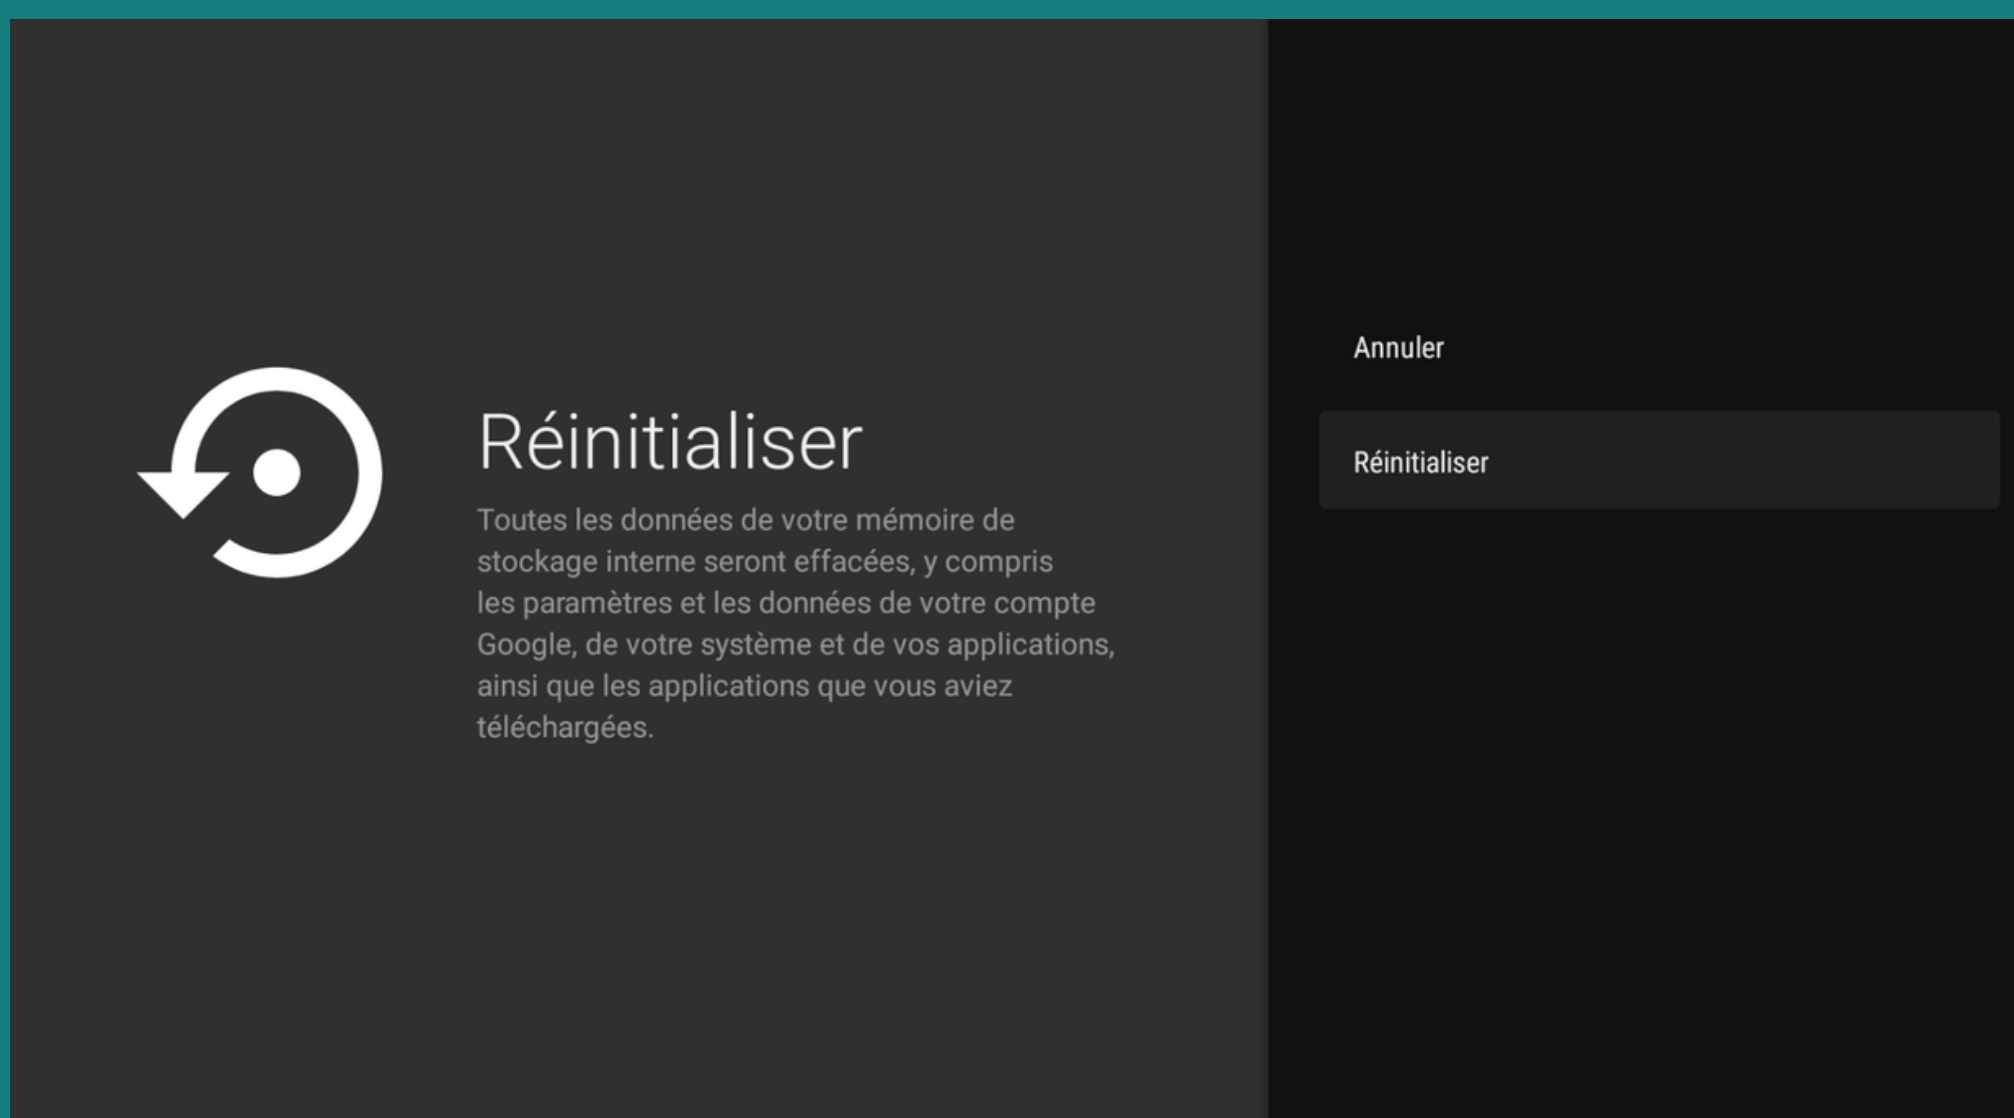 Réinitialiser
Toutes les données de votre mémoire de
stockage interne seront effacées, y compris
les paramètres et les données de votre compte
Google, de votre système et de vos applications,
ainsi que les applications que vous aviez
téléchargées.
Annuler
Réinitialiser